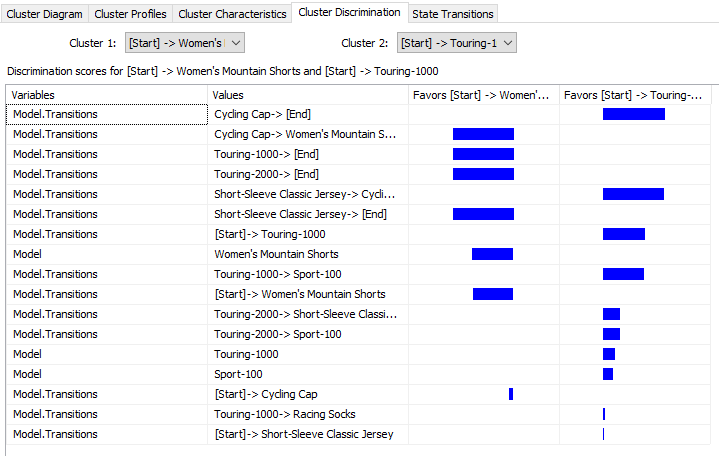 Cluster Diagram Cluster Profiles Cluster Characteristics Cluster Discrimination State Transitions
Cluster 1: [Start] -> Women's Cluster 2: [Start] -> Touring-1
Discrimination scores for [Start] -> Women's Mountain Shorts and [Start] -> Touring-1000
Variables Values Favors [Start] -> Women'... Favors [Start] -> Touring-...
Model.Transitions Cycling Cap-> [End]
Model.Transitions Cycling Cap-> Women's Mountain S...
Model.Transitions Touring-1000-> [End]
Model.Transitions Touring-2000-> [End]
Model.Transitions Short-Sleeve Classic Jersey-> Cycli...
Model.Transitions Short-Sleeve Classic Jersey-> [End]
Model.Transitions [Start]-> Touring-1000
Model Women's Mountain Shorts
Model.Transitions Touring-1000-> Sport-100
Model.Transitions [Start]-> Women's Mountain Shorts
Model.Transitions Touring-2000-> Short-Sleeve Classi...
Model.Transitions Touring-2000-> Sport-100
Model Touring-1000
Model Sport-100
Model.Transitions [Start]-> Cycling Cap
Model.Transitions Touring-1000-> Racing Socks
Model.Transitions [Start]-> Short-Sleeve Classic Jersey